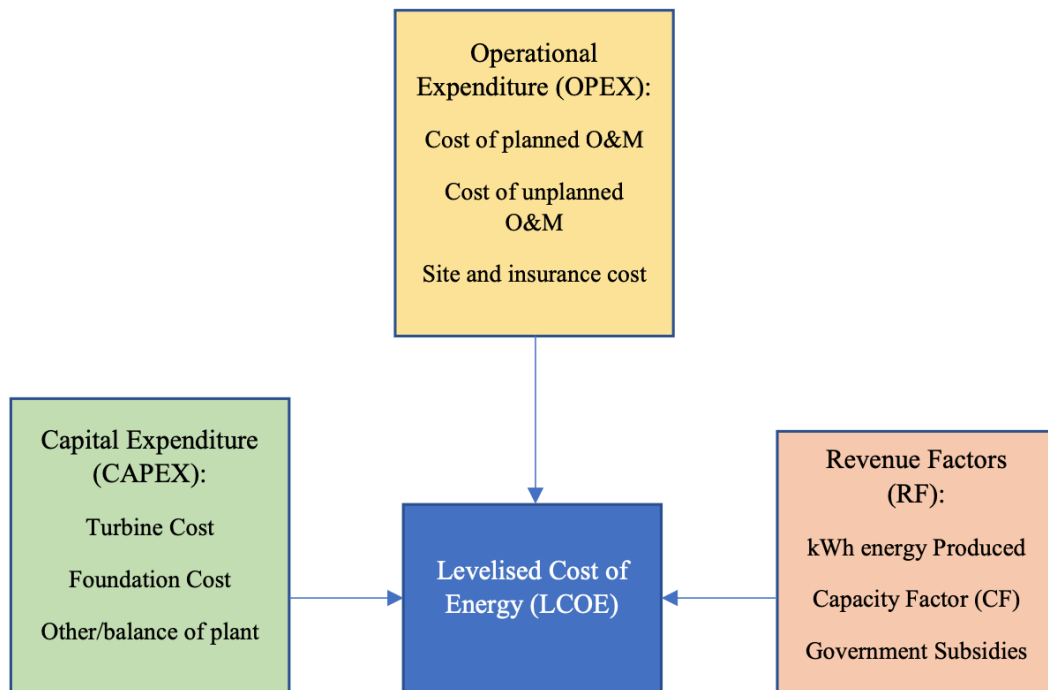 Operational
Expenditure (OPEX):
Cost of planned O&M
Cost of unplanned
O&M
Site and insurance cost
Capital Expenditure
(CAPEX):
Turbine Cost
Foundation Cost
Other/balance of plant
Levelised Cost of
Energy (LCOE)
Revenue Factors
(RF):
kWh energy Produced
Capacity Factor (CF)
Government Subsidies